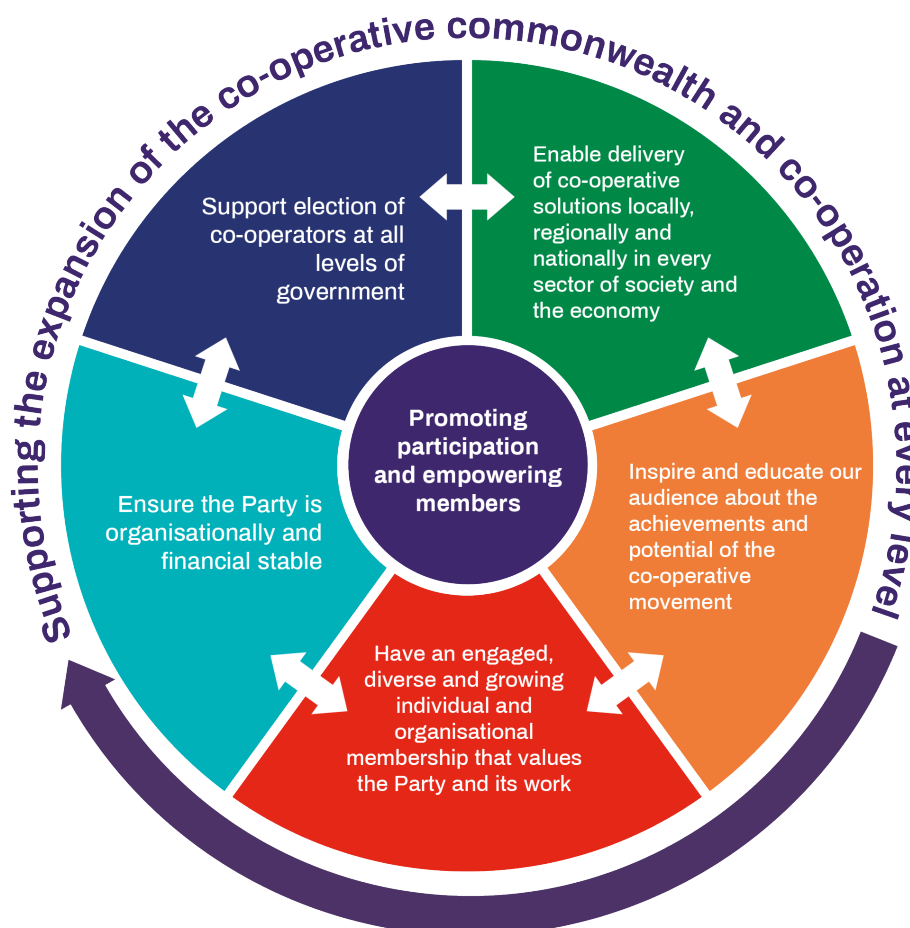 Supporting the expansion of the co-operative commonwealth and co-operation at every level
Support election of
co-operators at all
levels of
government
Enable delivery
of co-operative
solutions locally,
regionally and
nationally in every
sector of society and
the economy
Promoting
participation
and empowering
members
Ensure the Party is
organisationally and
financial stable
Inspire and educate our
audience about the
achievements and
potential of the
co-operative
movement
Have an engaged,
diverse and growing
individual and
organisational
membership that values
the Party and its work